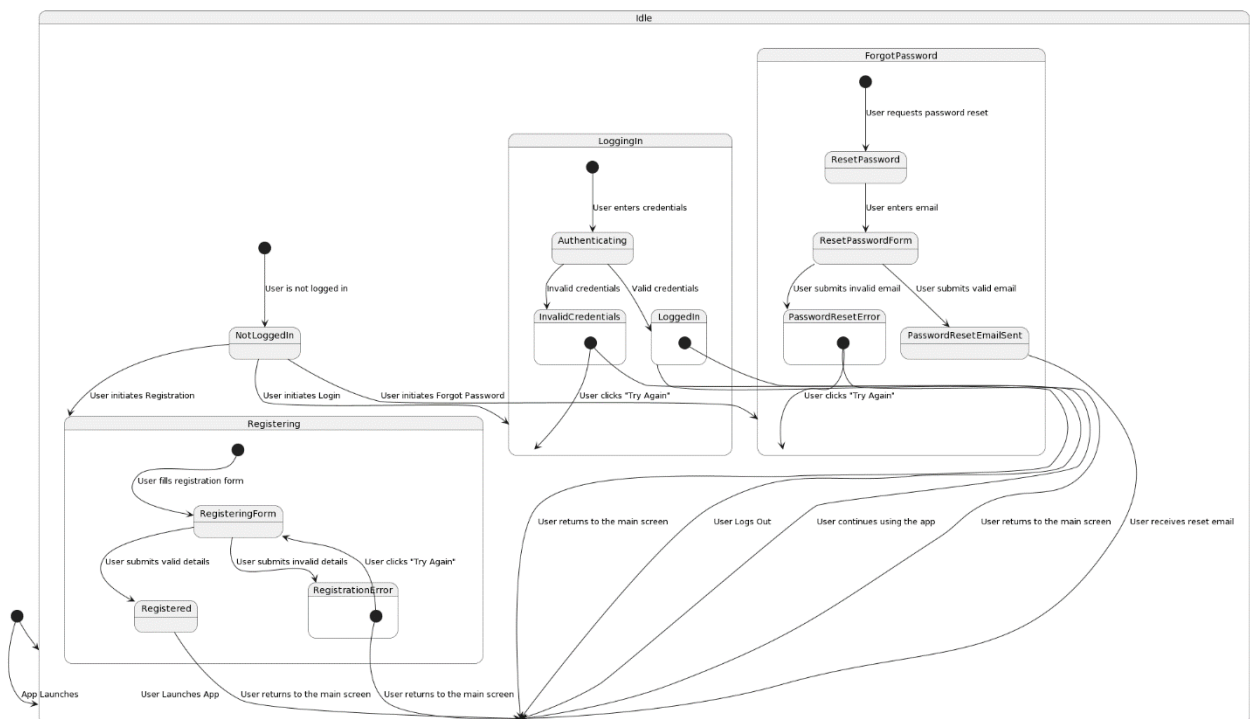 Idle
ForgotPassword
User requests password reset
LoggingIn
ResetPassword
User enters credentials
User enters email
Authenticating
ResetPasswordForm
User is not logged in
Invalid credentials
Valid credentials
User submits invalid email
User submits valid email
InvalidCredentials
LoggedIn
PasswordResetError
NotLoggedIn
PasswordResetEmailSent
User initiates Registration
User initiates Login
User initiates Forgot Password
User clicks "Try Again"
User clicks "Try Again"
Registering
User fills registration form
RegisteringForm
User returns to the main screen
User Logs Out
User continues using the app
User returns to the main screen
User receives reset email
User submits valid details
User submits invalid details
User clicks "Try Again"
RegistrationError
Registered
App Launches
User Launches App
User returns to the main screen
User returns to the main screen